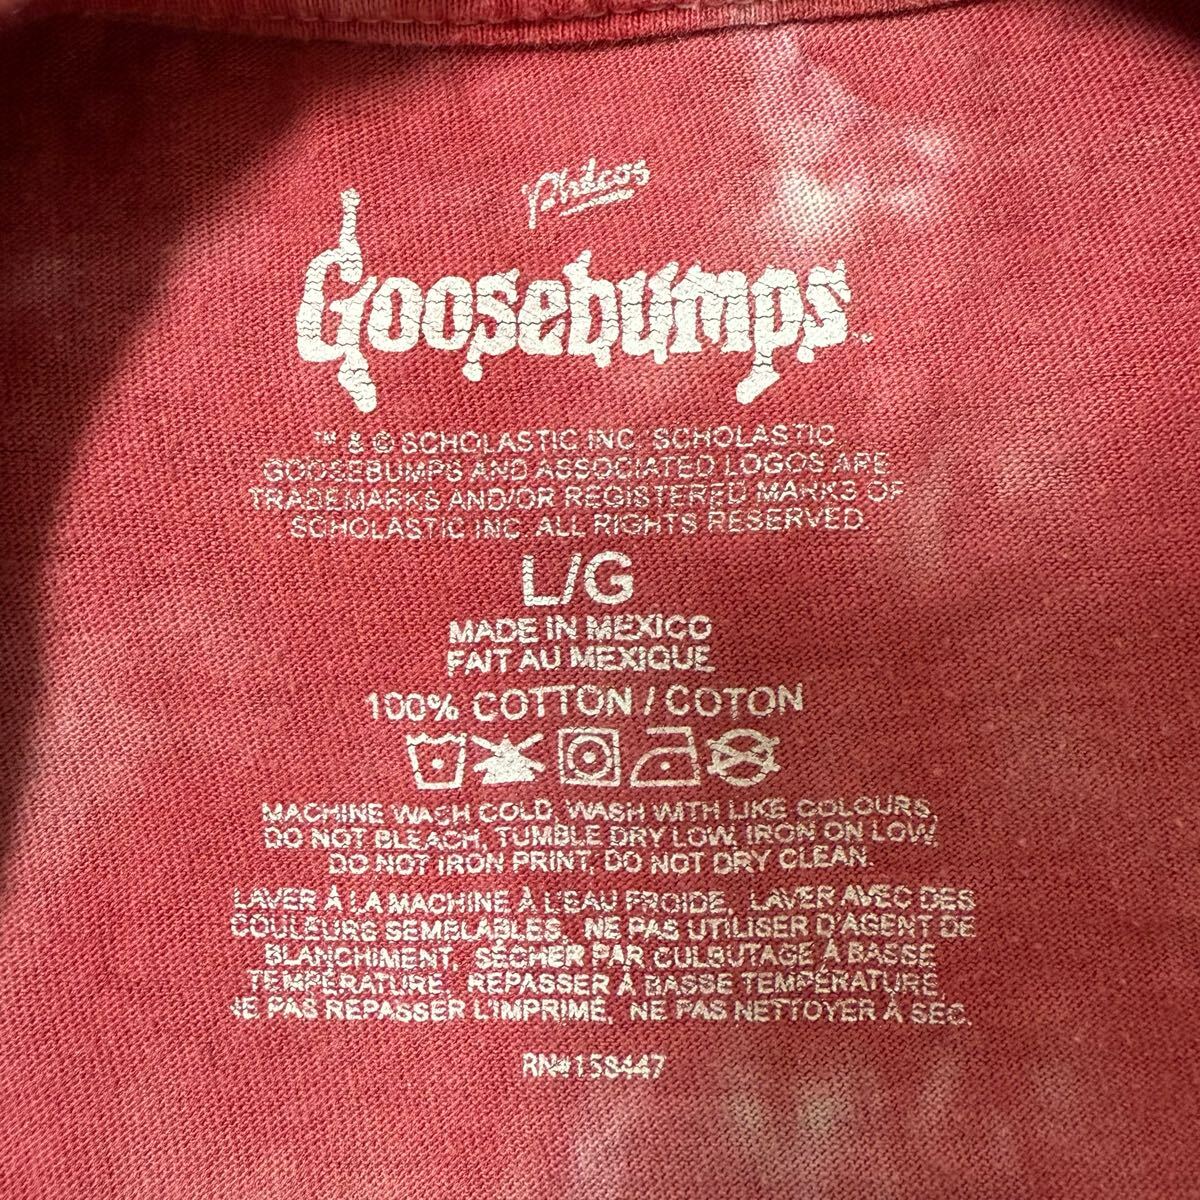 Philcos
Goosebumps™
™ & © SCHOLASTIC INC. SCHOLASTIC
GOOSEBUMPS AND ASSOCIATED LOGOS ARE
TRADEMARKS AND/OR REGISTERED MARKS OF
SCHOLASTIC INC. ALL RIGHTS RESERVED.
L/G
MADE IN MEXICO
FAIT AU MEXIQUE
100% COTTON / COTON
MACHINE WASH COLD, WASH WITH LIKE COLOURS,
DO NOT BLEACH, TUMBLE DRY LOW, IRON ON LOW,
DO NOT IRON PRINT, DO NOT DRY CLEAN.
LAVER À LA MACHINE À L'EAU FROIDE, LAVER AVEC DES
COULEURS SEMBLABLES, NE PAS UTILISER D'AGENT DE
BLANCHIMENT, SÉCHER PAR CULBUTAGE À BASSE
TEMPÉRATURE, REPASSER À BASSE TEMPÉRATURE,
NE PAS REPASSER L'IMPRIMÉ, NE PAS NETTOYER À SEC.
RN#158447